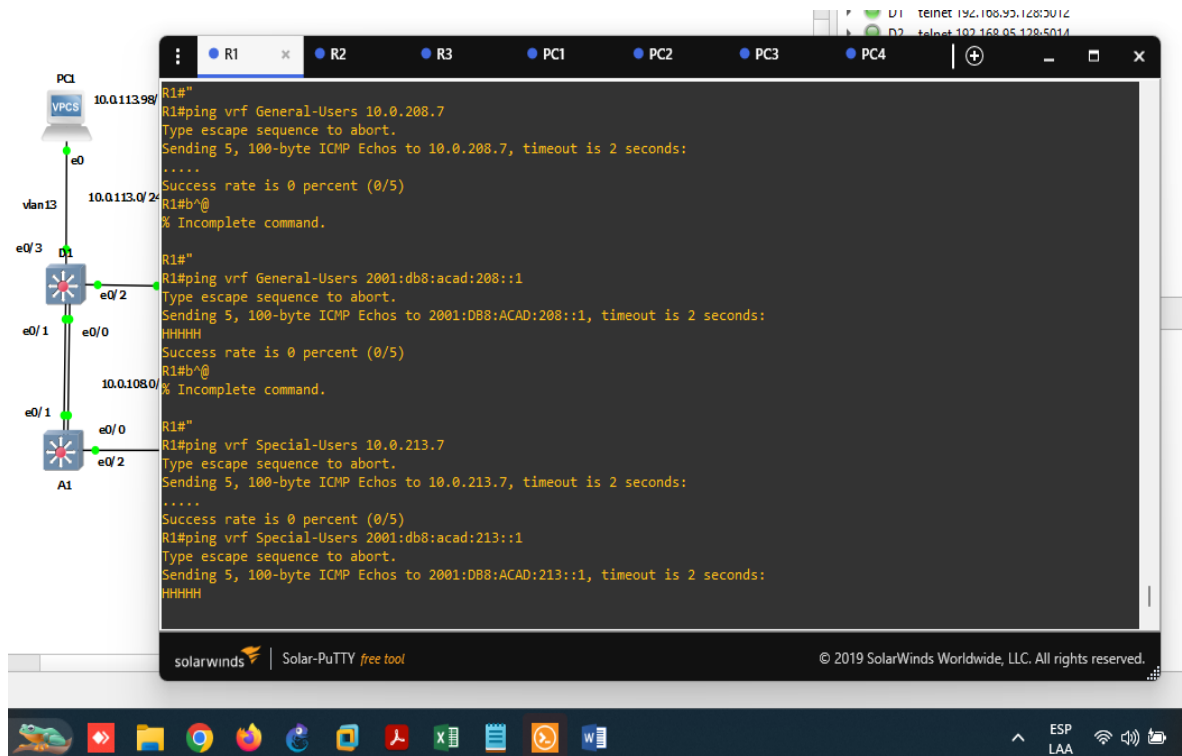 D1 telnet 192.168.95.128:5012
D2 telnet 192.168.95.128:5014
R1 × R2 R3 PC1 PC2 PC3 PC4
PC1
VPCS
10.0.113.98/
e0
vlan13
10.0.113.0/24
e0/3
D1
e0/2
e0/1
e0/0
10.0.108.0/
e0/1
e0/0
e0/2
A1
R1#"
R1#ping vrf General-Users 10.0.208.7
Type escape sequence to abort.
Sending 5, 100-byte ICMP Echos to 10.0.208.7, timeout is 2 seconds:
.....
Success rate is 0 percent (0/5)
R1#b^@
% Incomplete command.
R1#"
R1#ping vrf General-Users 2001:db8:acad:208::1
Type escape sequence to abort.
Sending 5, 100-byte ICMP Echos to 2001:DB8:ACAD:208::1, timeout is 2 seconds:
HHHHH
Success rate is 0 percent (0/5)
R1#b^@
% Incomplete command.
R1#"
R1#ping vrf Special-Users 10.0.213.7
Type escape sequence to abort.
Sending 5, 100-byte ICMP Echos to 10.0.213.7, timeout is 2 seconds:
.....
Success rate is 0 percent (0/5)
R1#ping vrf Special-Users 2001:db8:acad:213::1
Type escape sequence to abort.
Sending 5, 100-byte ICMP Echos to 2001:DB8:ACAD:213::1, timeout is 2 seconds:
HHHHH
solarwinds | Solar-PuTTY free tool
© 2019 SolarWinds Worldwide, LLC. All rights reserved.
ESP
LAA